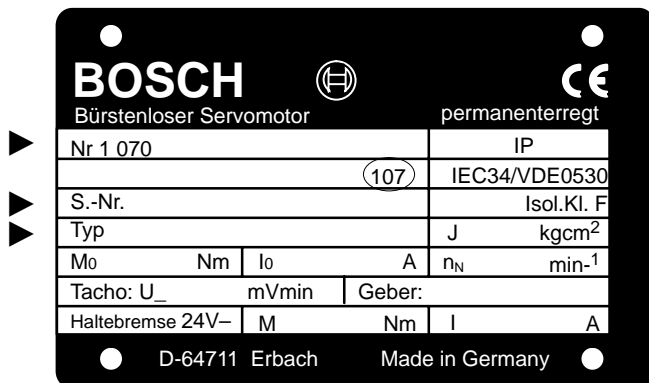 BOSCH CE
Bürstenloser Servomotor permanenterregt
Nr 1 070 IP
107 IEC34/VDE0530
S.-Nr. Isol.Kl. F
Typ J kgcm2
M0 Nm I0 A nN min-1
Tacho: U_ mVmin Geber:
Haltebremse 24V– M Nm I A
D-64711 Erbach Made in Germany